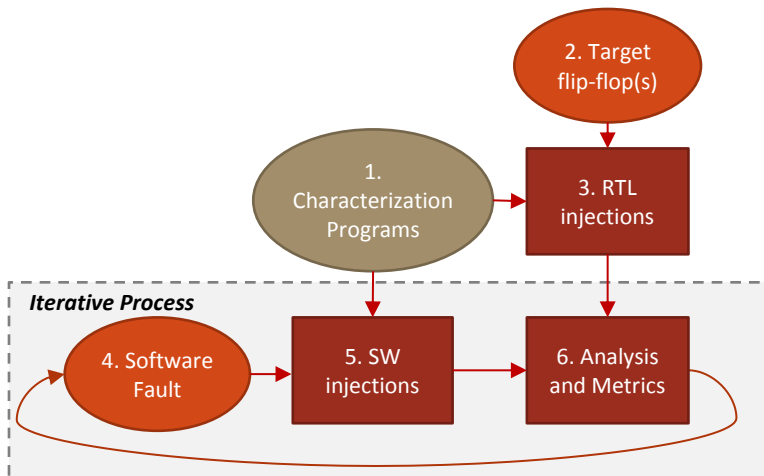 2. Target
flip-flop(s)
1.
Characterization
Programs
3. RTL
injections
Iterative Process
4. Software
Fault
5. SW
injections
6. Analysis
and Metrics